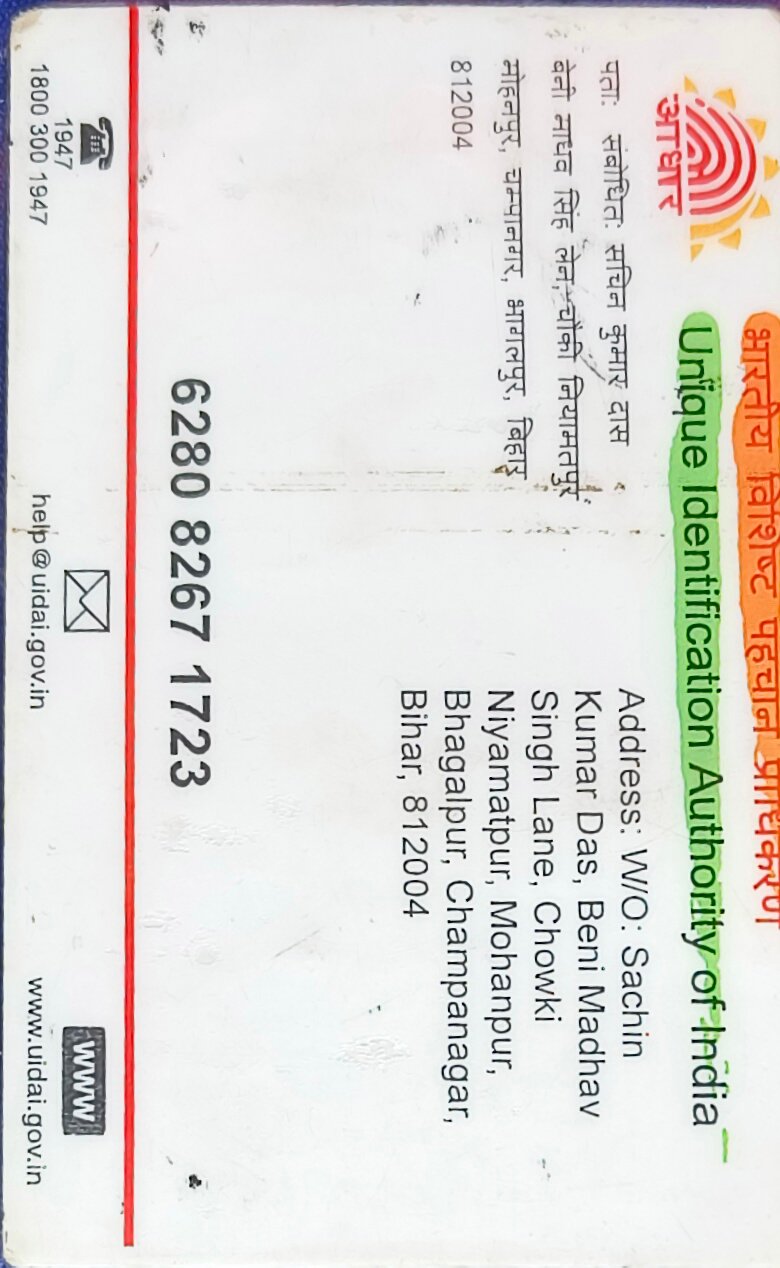 भारतीय विशिष्ट पहचान प्राधिकरण
Unique Identification Authority of India
आधार
पता: संबोधित: सचिन कुमार दास
बेनी माधव सिंह लेन, चौकी नियामतपुर
मोहनपुर, चम्पानगर, भागलपुर, बिहार
812004
Address: W/O: Sachin
Kumar Das, Beni Madhav
Singh Lane, Chowki
Niyamatpur, Mohanpur,
Bhagalpur, Champanagar,
Bihar, 812004
6280 8267 1723
1947
1800 300 1947
help@uidai.gov.in
www
www.uidai.gov.in